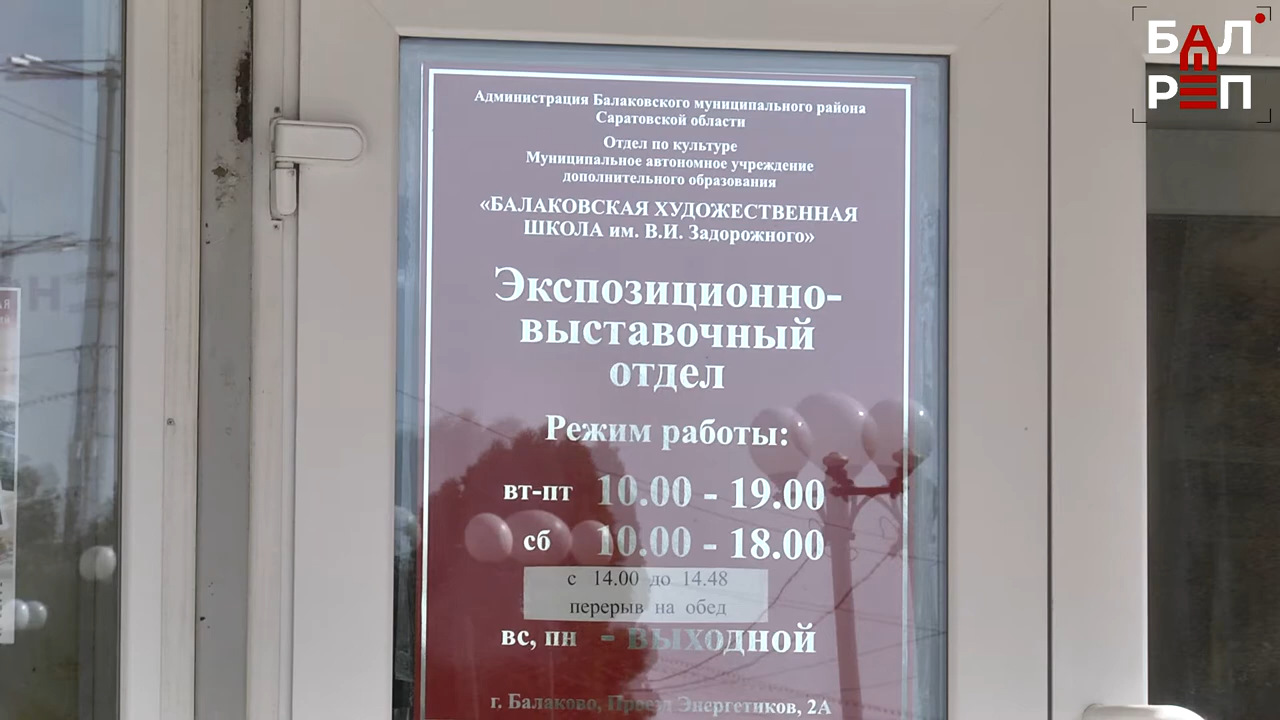 БАЛ
РЕП
Администрация Балаковского муниципального района
Саратовской области
Отдел по культуре
Муниципальное автономное учреждение
дополнительного образования
«БАЛАКОВСКАЯ ХУДОЖЕСТВЕННАЯ
ШКОЛА им. В.И. Задорожного»
Экспозиционно-
выставочный
отдел
Режим работы:
вт-пт 10.00 - 19.00
сб 10.00 - 18.00
с 14.00 до 14.48
перерыв на обед
вс, пн - выходной
г. Балаково, Проезд Энергетиков, 2А